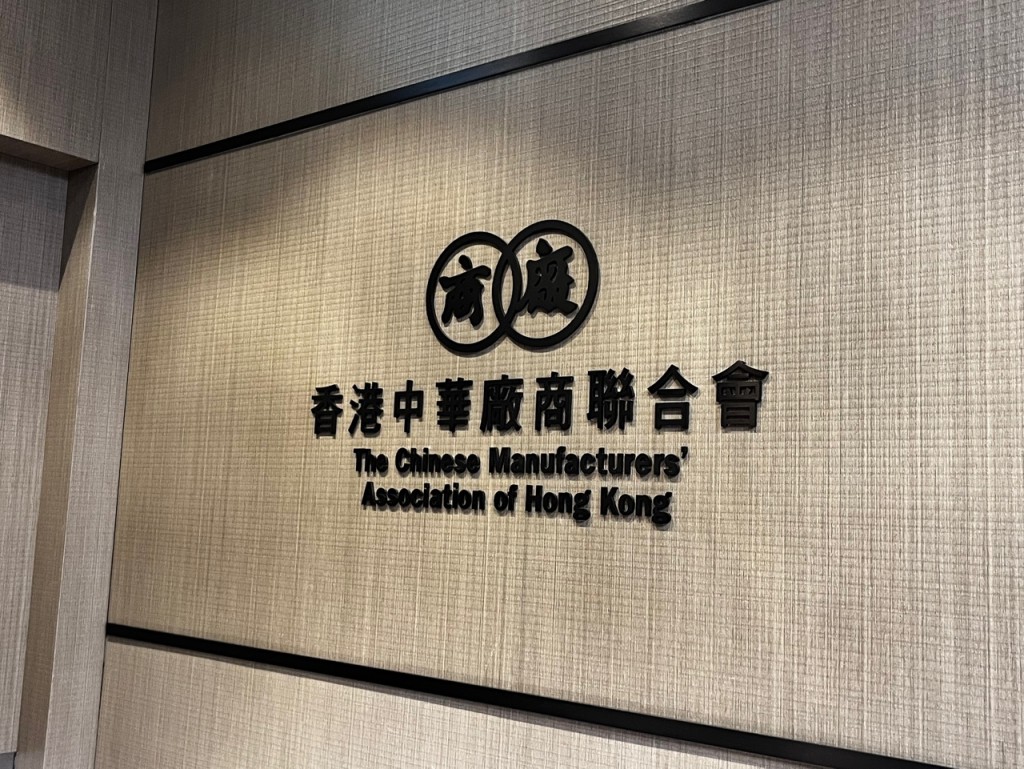 商廠
香港中華廠商聯合會
The Chinese Manufacturers'
Association of Hong Kong